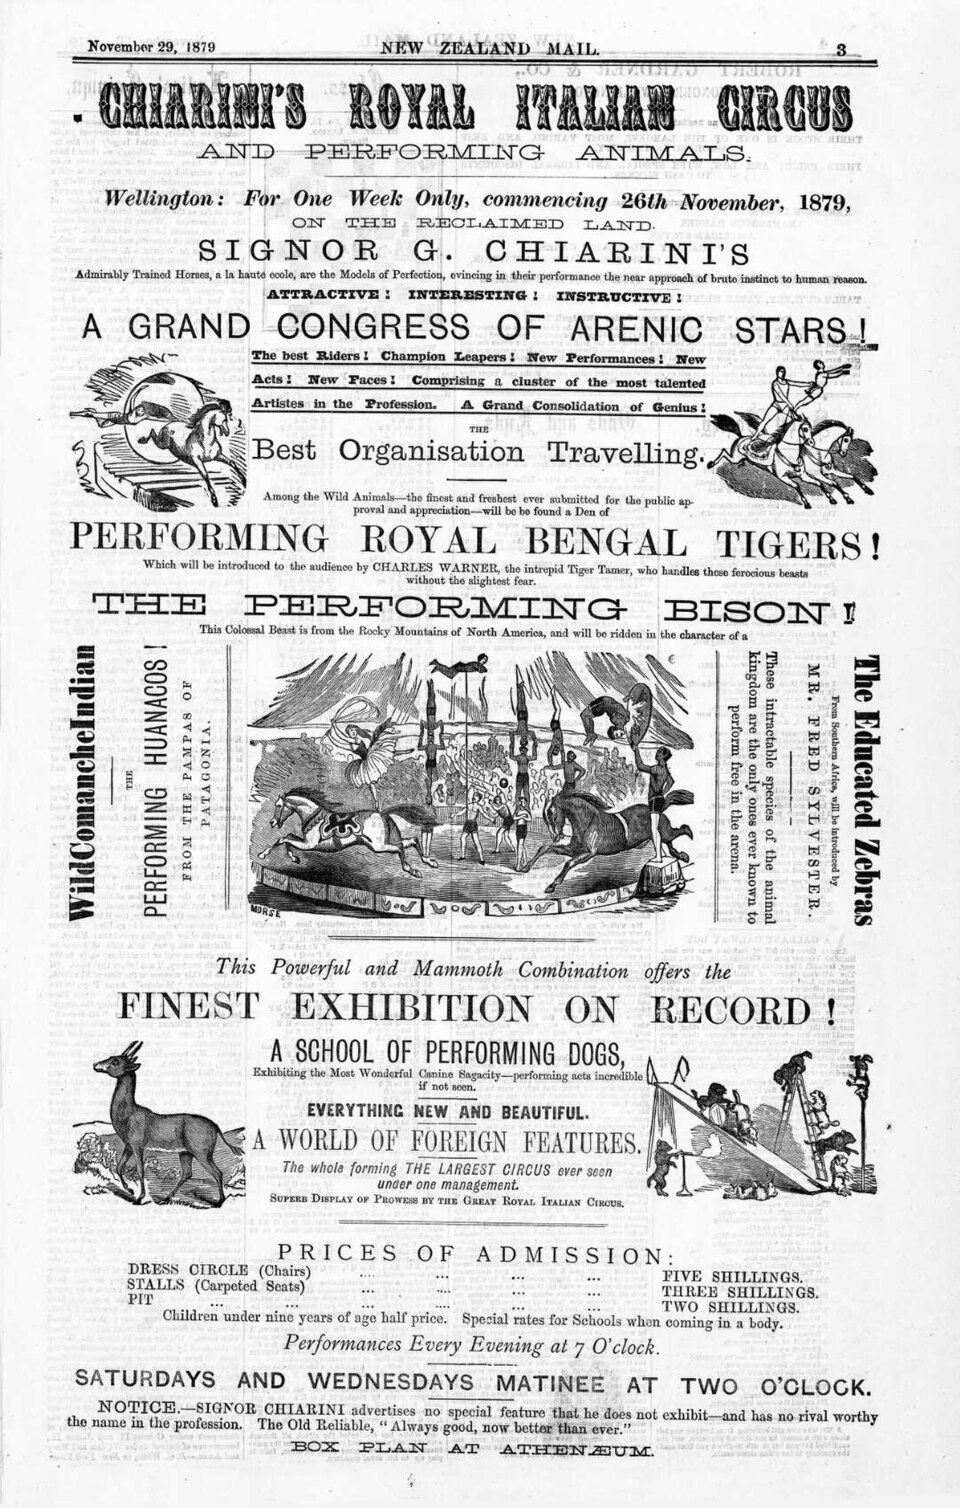 November 29, 1879
NEW ZEALAND MAIL.
3
CHIARINI'S ROYAL ITALIAN CIRCUS
AND PERFORMING ANIMALS.
Wellington: For One Week Only, commencing 26th November, 1879,
ON THE RECLAIMED LAND.
SIGNOR G. CHIARINI'S
Admirably Trained Horses, a la haute ecole, are the Models of Perfection, evincing in their performance the near approach of brute instinct to human reason.
ATTRACTIVE! INTERESTING! INSTRUCTIVE!
A GRAND CONGRESS OF ARENIC STARS!
The best Riders! Champion Leapers! New Performances! New
Acts! New Faces! Comprising a cluster of the most talented
Artistes in the Profession. A Grand Consolidation of Genius!
THE
Best Organisation Travelling.
Among the Wild Animals—the finest and freshest ever submitted for the public ap-
proval and appreciation—will be be found a Den of
PERFORMING ROYAL BENGAL TIGERS!
Which will be introduced to the audience by CHARLES WARNER, the intrepid Tiger Tamer, who handles these ferocious beasts
without the slightest fear.
THE PERFORMING BISON!
This Colossal Beast is from the Rocky Mountains of North America, and will be ridden in the character of a
Wild Comanche Indian
THE
PERFORMING HUANACOS!
FROM THE PAMPAS OF
PATAGONIA.
MORSE
The Educated Zebras
From Southern Africa, will be introduced by
MR. FRED SYLVESTER.
These intractable species of the animal
kingdom are the only ones ever known to
perform free in the arena.
This Powerful and Mammoth Combination offers the
FINEST EXHIBITION ON RECORD!
A SCHOOL OF PERFORMING DOGS,
Exhibiting the Most Wonderful Canine Sagacity—performing acts incredible
if not seen.
EVERYTHING NEW AND BEAUTIFUL.
A WORLD OF FOREIGN FEATURES.
The whole forming THE LARGEST CIRCUS ever seen
under one management.
SUPERB DISPLAY OF PROWESS BY THE GREAT ROYAL ITALIAN CIRCUS.
PRICES OF ADMISSION:
DRESS CIRCLE (Chairs) ... ... ... ... FIVE SHILLINGS.
STALLS (Carpeted Seats) ... ... ... ... THREE SHILLINGS.
PIT ... ... ... ... ... ... TWO SHILLINGS.
Children under nine years of age half price. Special rates for Schools when coming in a body.
Performances Every Evening at 7 O'clock.
SATURDAYS AND WEDNESDAYS MATINEE AT TWO O'CLOCK.
NOTICE.—SIGNOR CHIARINI advertises no special feature that he does not exhibit—and has no rival worthy
the name in the profession. The Old Reliable, "Always good, now better than ever."
BOX PLAN AT ATHENÆUM.